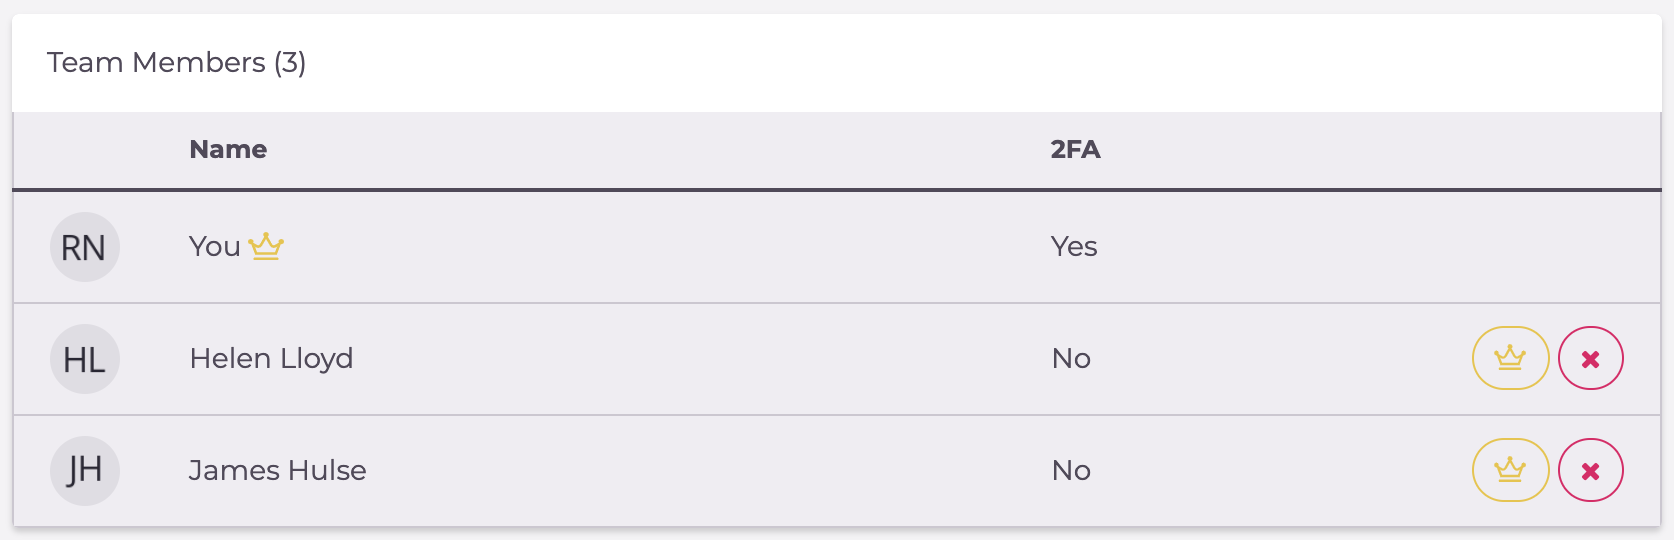 Team Members (3)
Name 2FA
RN You Yes
HL Helen Lloyd No
JH James Hulse No